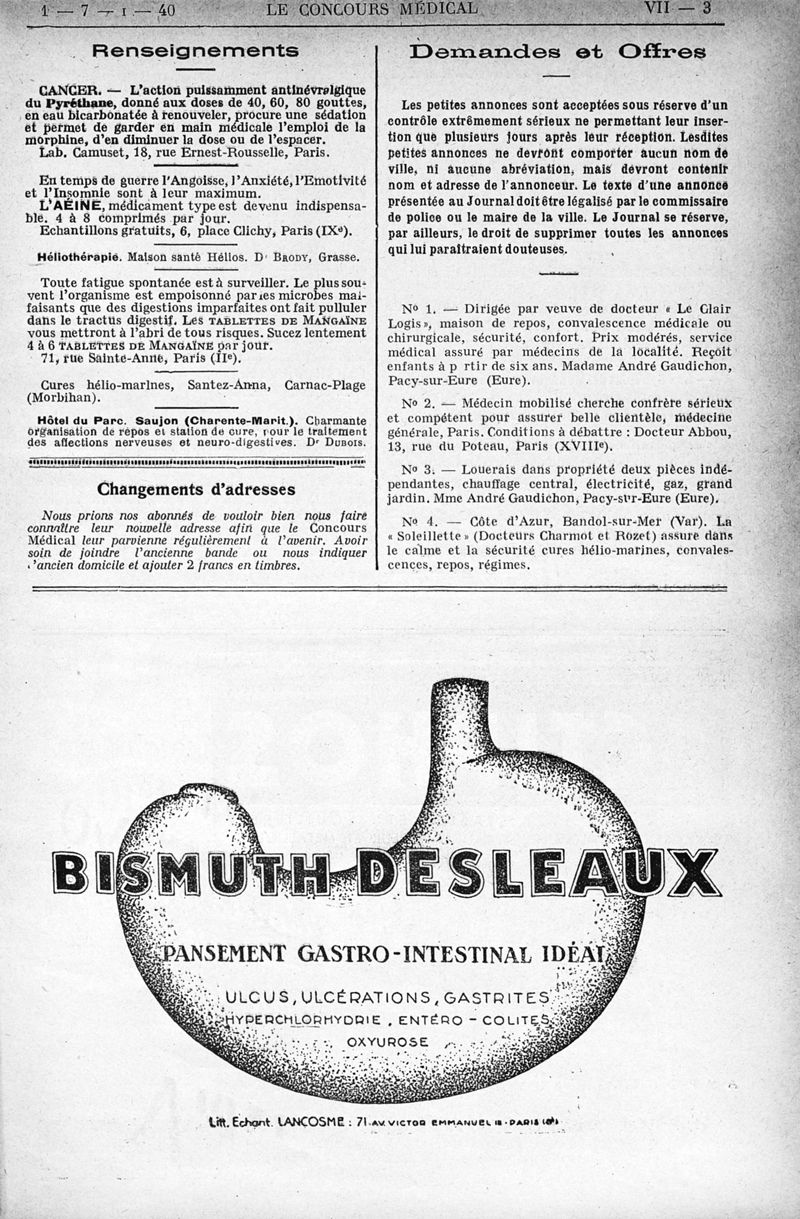 1 — 7 — I — 40 LE CONCOURS MÉDICAL VII — 3
Renseignements
CANCER. — L'action puissamment antinévralgique
du Pyréthane, donné aux doses de 40, 60, 80 gouttes,
en eau bicarbonatée à renouveler, procure une sédation
et permet de garder en main médicale l'emploi de la
morphine, d'en diminuer la dose ou de l'espacer.
Lab. Camuset, 18, rue Ernest-Rousselle, Paris.
En temps de guerre l'Angoisse, l'Anxiété, l'Emotivité
et l'Insomnie sont à leur maximum.
L'AÉINE, médicament type est devenu indispensa-
ble. 4 à 8 comprimés par jour.
Echantillons gratuits, 6, place Clichy, Paris (IXe).
Héliothérapie. Maison santé Hélios. Dr BRODY, Grasse.
Toute fatigue spontanée est à surveiller. Le plus sou-
vent l'organisme est empoisonné par les microbes mal-
faisants que des digestions imparfaites ont fait pulluler
dans le tractus digestif. Les TABLETTES DE MANGAÏNE
vous mettront à l'abri de tous risques. Sucez lentement
4 à 6 TABLETTES DE MANGAÏNE par jour.
71, rue Sainte-Anne, Paris (IIe).
Cures hélio-marines, Santez-Anna, Carnac-Plage
(Morbihan).
Hôtel du Parc. Saujon (Charente-Marit.). Charmante
organisation de repos et station de cure, pour le traitement
des affections nerveuses et neuro-digestives. Dr DUBOIS.
Changements d'adresses
Nous prions nos abonnés de vouloir bien nous faire
connaître leur nouvelle adresse afin que le Concours
Médical leur parvienne régulièrement à l'avenir. Avoir
soin de joindre l'ancienne bande ou nous indiquer
l'ancien domicile et ajouter 2 francs en timbres.
Demandes et Offres
Les petites annonces sont acceptées sous réserve d'un
contrôle extrêmement sérieux ne permettant leur inser-
tion que plusieurs jours après leur réception. Lesdites
petites annonces ne devront comporter aucun nom de
ville, ni aucune abréviation, mais devront contenir
nom et adresse de l'annonceur. Le texte d'une annonce
présentée au Journal doit être légalisé par le commissaire
de police ou le maire de la ville. Le Journal se réserve,
par ailleurs, le droit de supprimer toutes les annonces
qui lui paraîtraient douteuses.
No 1. — Dirigée par veuve de docteur « Le Clair
Logis », maison de repos, convalescence médicale ou
chirurgicale, sécurité, confort. Prix modérés, service
médical assuré par médecins de la localité. Reçoit
enfants à p rtir de six ans. Madame André Gaudichon,
Pacy-sur-Eure (Eure).
No 2. — Médecin mobilisé cherche confrère sérieux
et compétent pour assurer belle clientèle, médecine
générale, Paris. Conditions à débattre : Docteur Abbou,
13, rue du Poteau, Paris (XVIIIe).
No 3. — Louerais dans propriété deux pièces indé-
pendantes, chauffage central, électricité, gaz, grand
jardin. Mme André Gaudichon, Pacy-sur-Eure (Eure).
No 4. — Côte d'Azur, Bandol-sur-Mer (Var). La
« Soleillette » (Docteurs Charmot et Rozet) assure dans
le calme et la sécurité cures hélio-marines, convales-
cences, repos, régimes.
BISMUTH DESLEAUX
PANSEMENT GASTRO-INTESTINAL IDÉAL
ULCUS, ULCÉRATIONS, GASTRITES
HYPERCHLORHYDRIE, ENTÉRO-COLITES
OXYUROSE
Litt. Echant. LANCOSME : 71, AV. VICTOR EMMANUEL III - PARIS